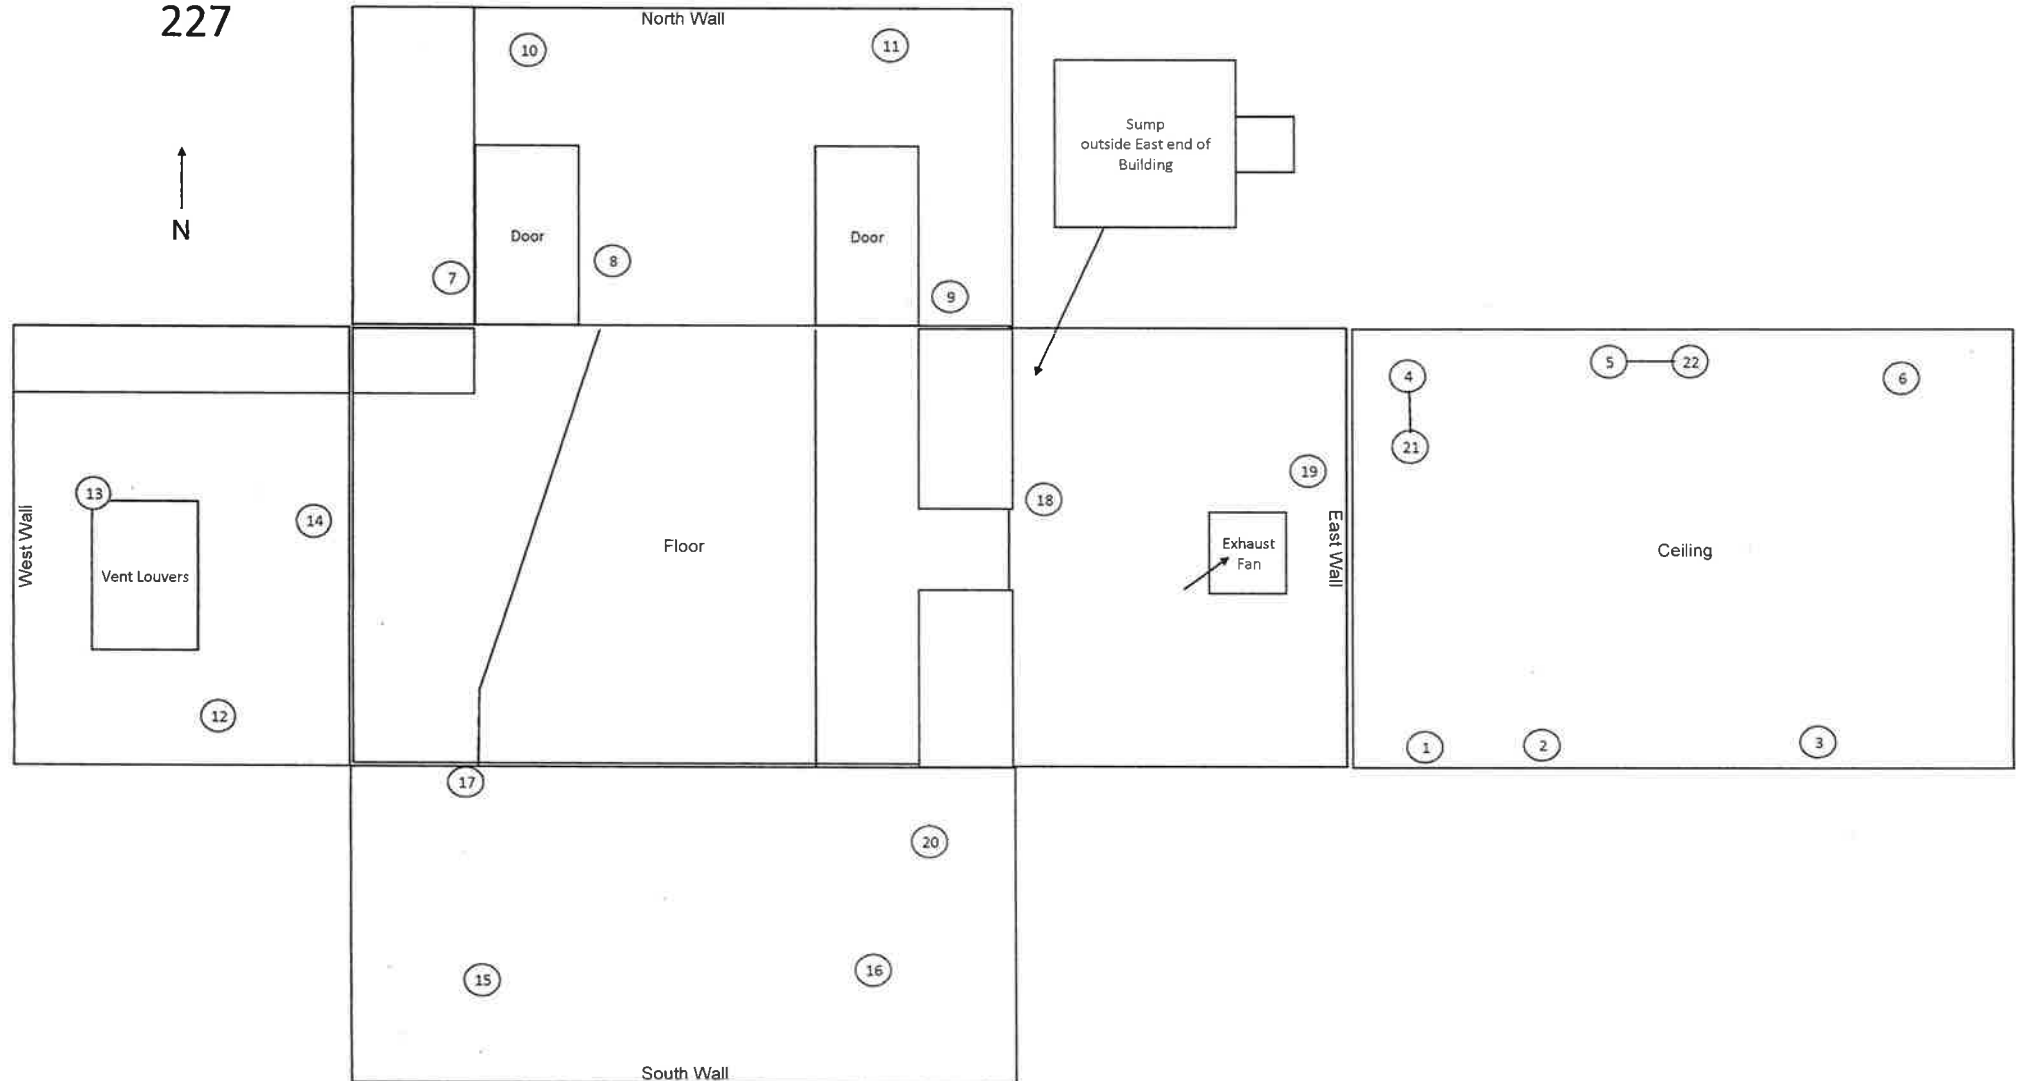 227
North Wall
10
11
Sump
outside East end of
Building
N
Door
Door
7
8
9
4
5
22
6
21
13
14
18
19
West Wall
Vent Louvers
Floor
Exhaust
Fan
East Wall
Ceiling
12
1
2
3
17
20
15
16
South Wall